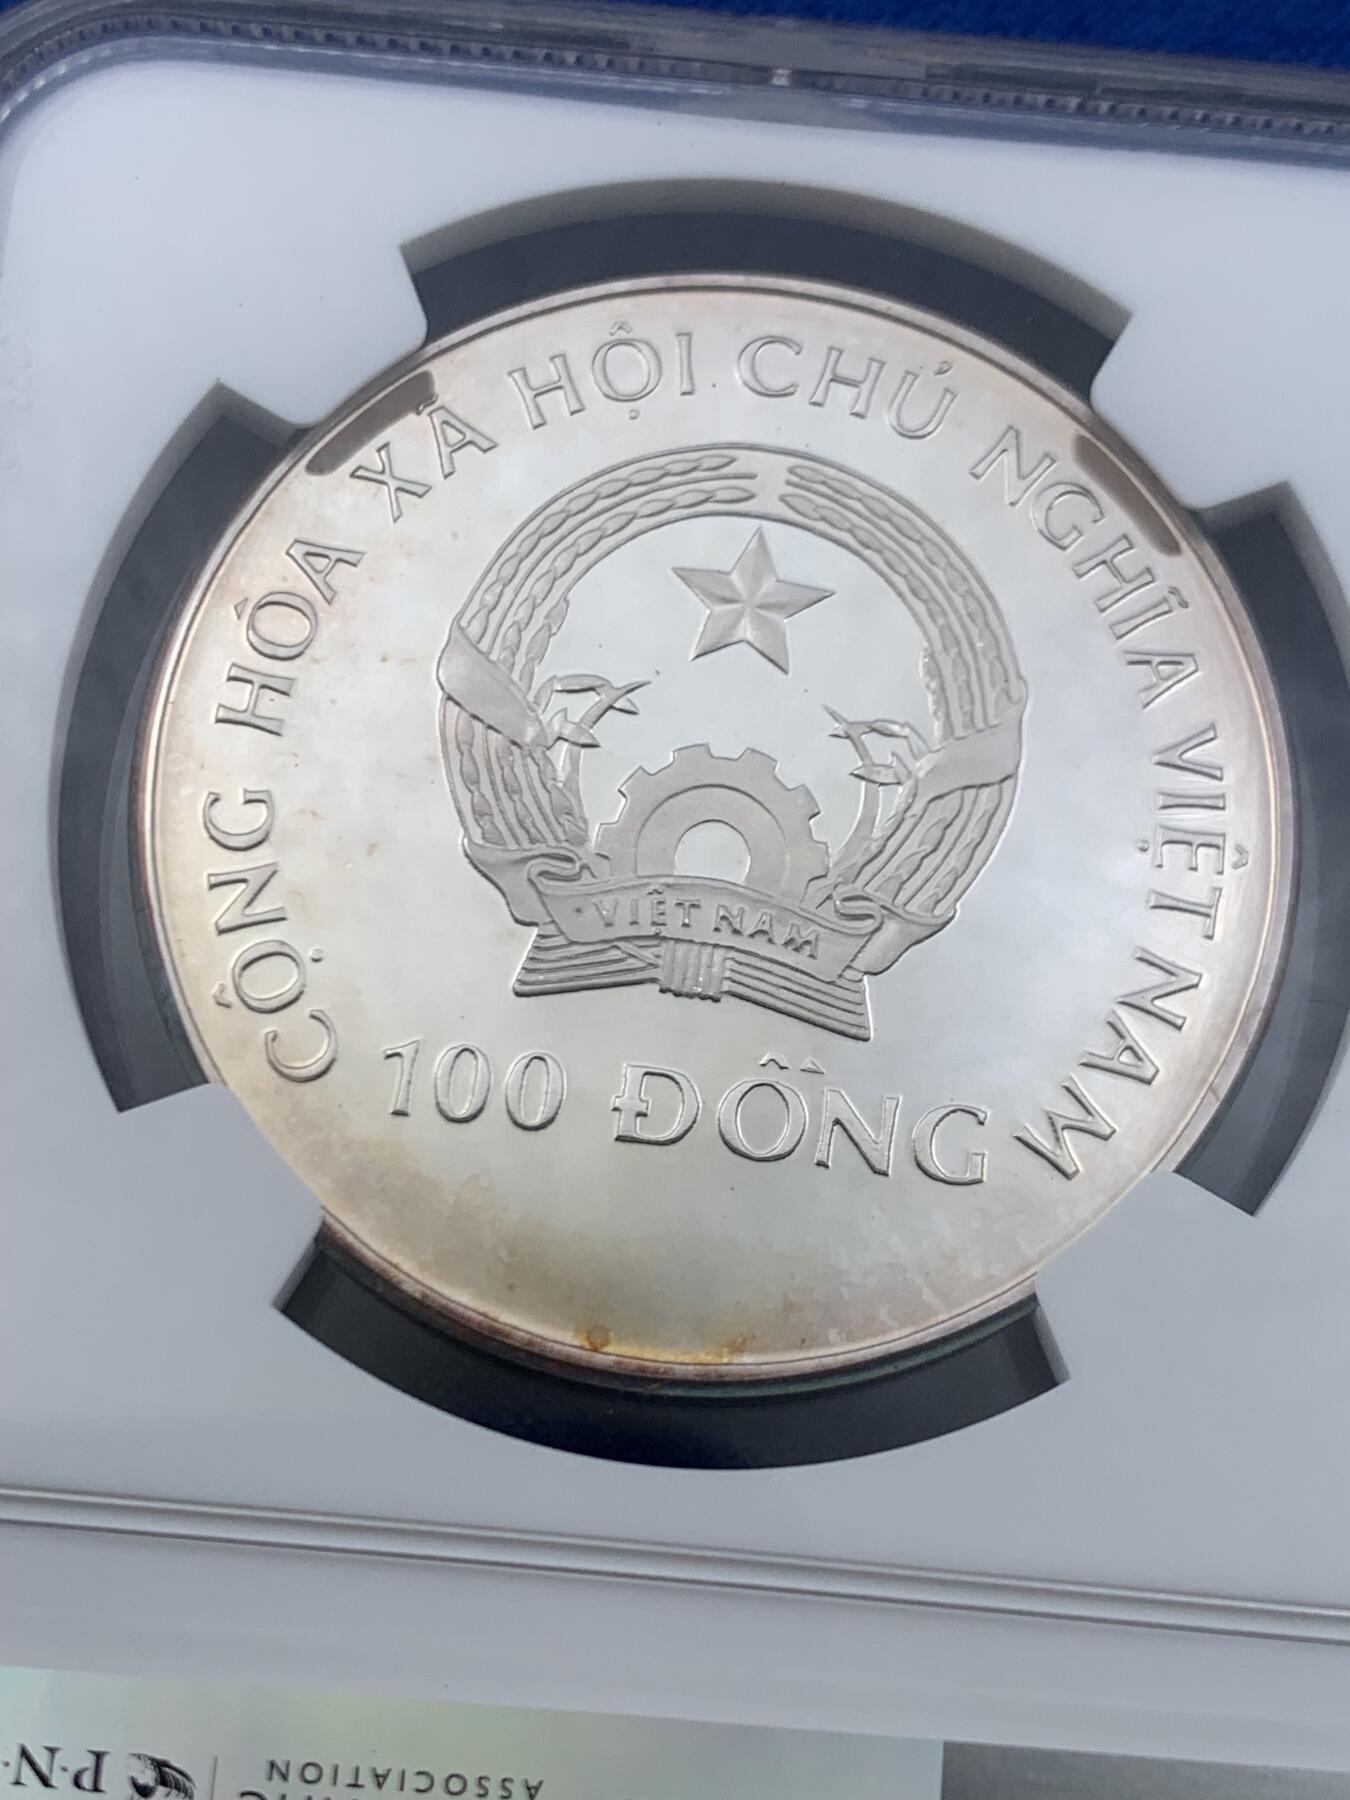 CỘNG HÒA XÃ HỘI CHỦ NGHĨA VIỆT NAM
VIỆT NAM
100 ĐỒNG
ASSOCIATION
P·N·